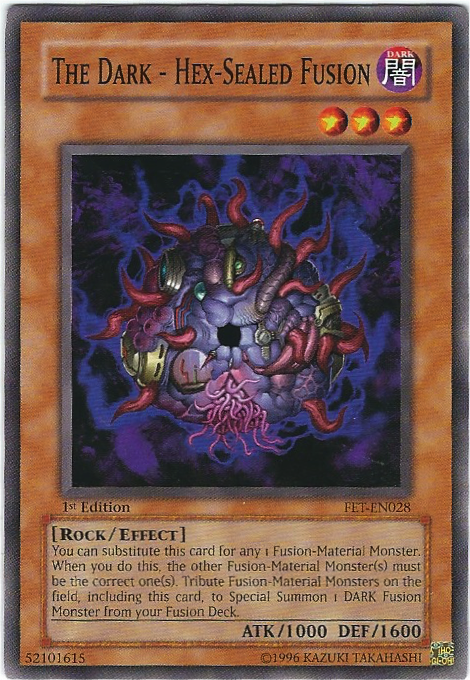 THE DARK - HEX-SEALED FUSION
DARK
闇
1st Edition
FET-EN028
[ROCK/EFFECT]
You can substitute this card for any 1 Fusion-Material Monster.
When you do this, the other Fusion-Material Monster(s) must
be the correct one(s). Tribute Fusion-Material Monsters on the
field, including this card, to Special Summon 1 DARK Fusion
Monster from your Fusion Deck.
ATK/1000 DEF/1600
52101615
©1996 KAZUKI TAKAHASHI